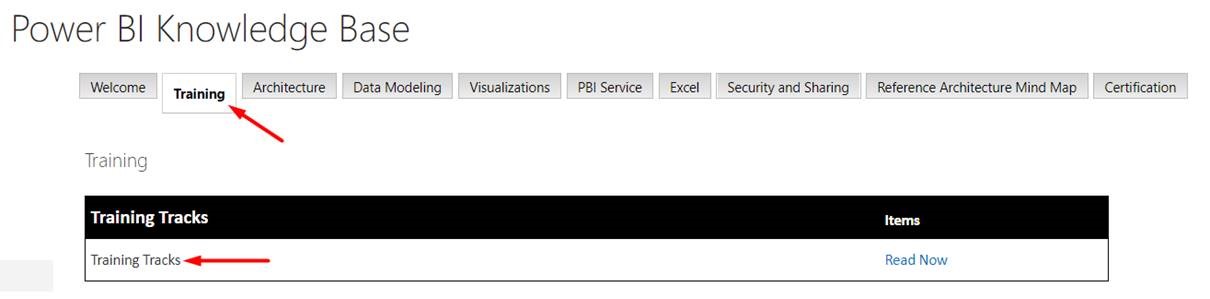 Power BI Knowledge Base
Welcome Training Architecture Data Modeling Visualizations PBI Service Excel Security and Sharing Reference Architecture Mind Map Certification
Training
Training Tracks Items
Training Tracks Read Now